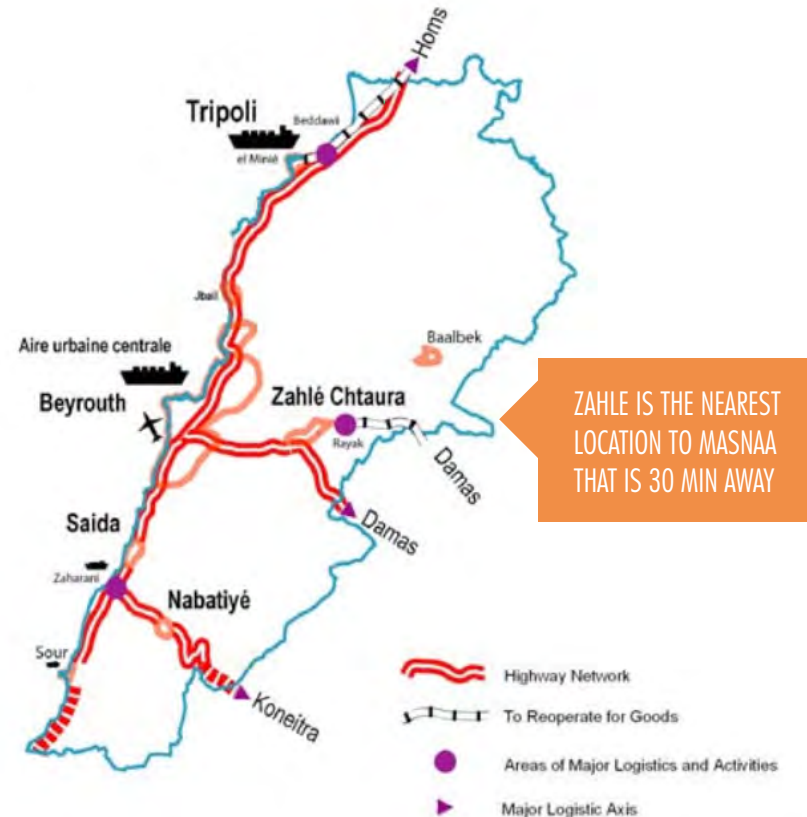 Homs
Tripoli
Beddawi
el Minié
Jbail
Baalbek
Aire urbaine centrale
Beyrouth
Zahlé Chtaura
Rayak
Damas
Damas
ZAHLE IS THE NEAREST
LOCATION TO MASNAA
THAT IS 30 MIN AWAY
Saida
Zaharani
Nabatiyé
Sour
Koneitra
Highway Network
To Reoperate for Goods
Areas of Major Logistics and Activities
Major Logistic Axis